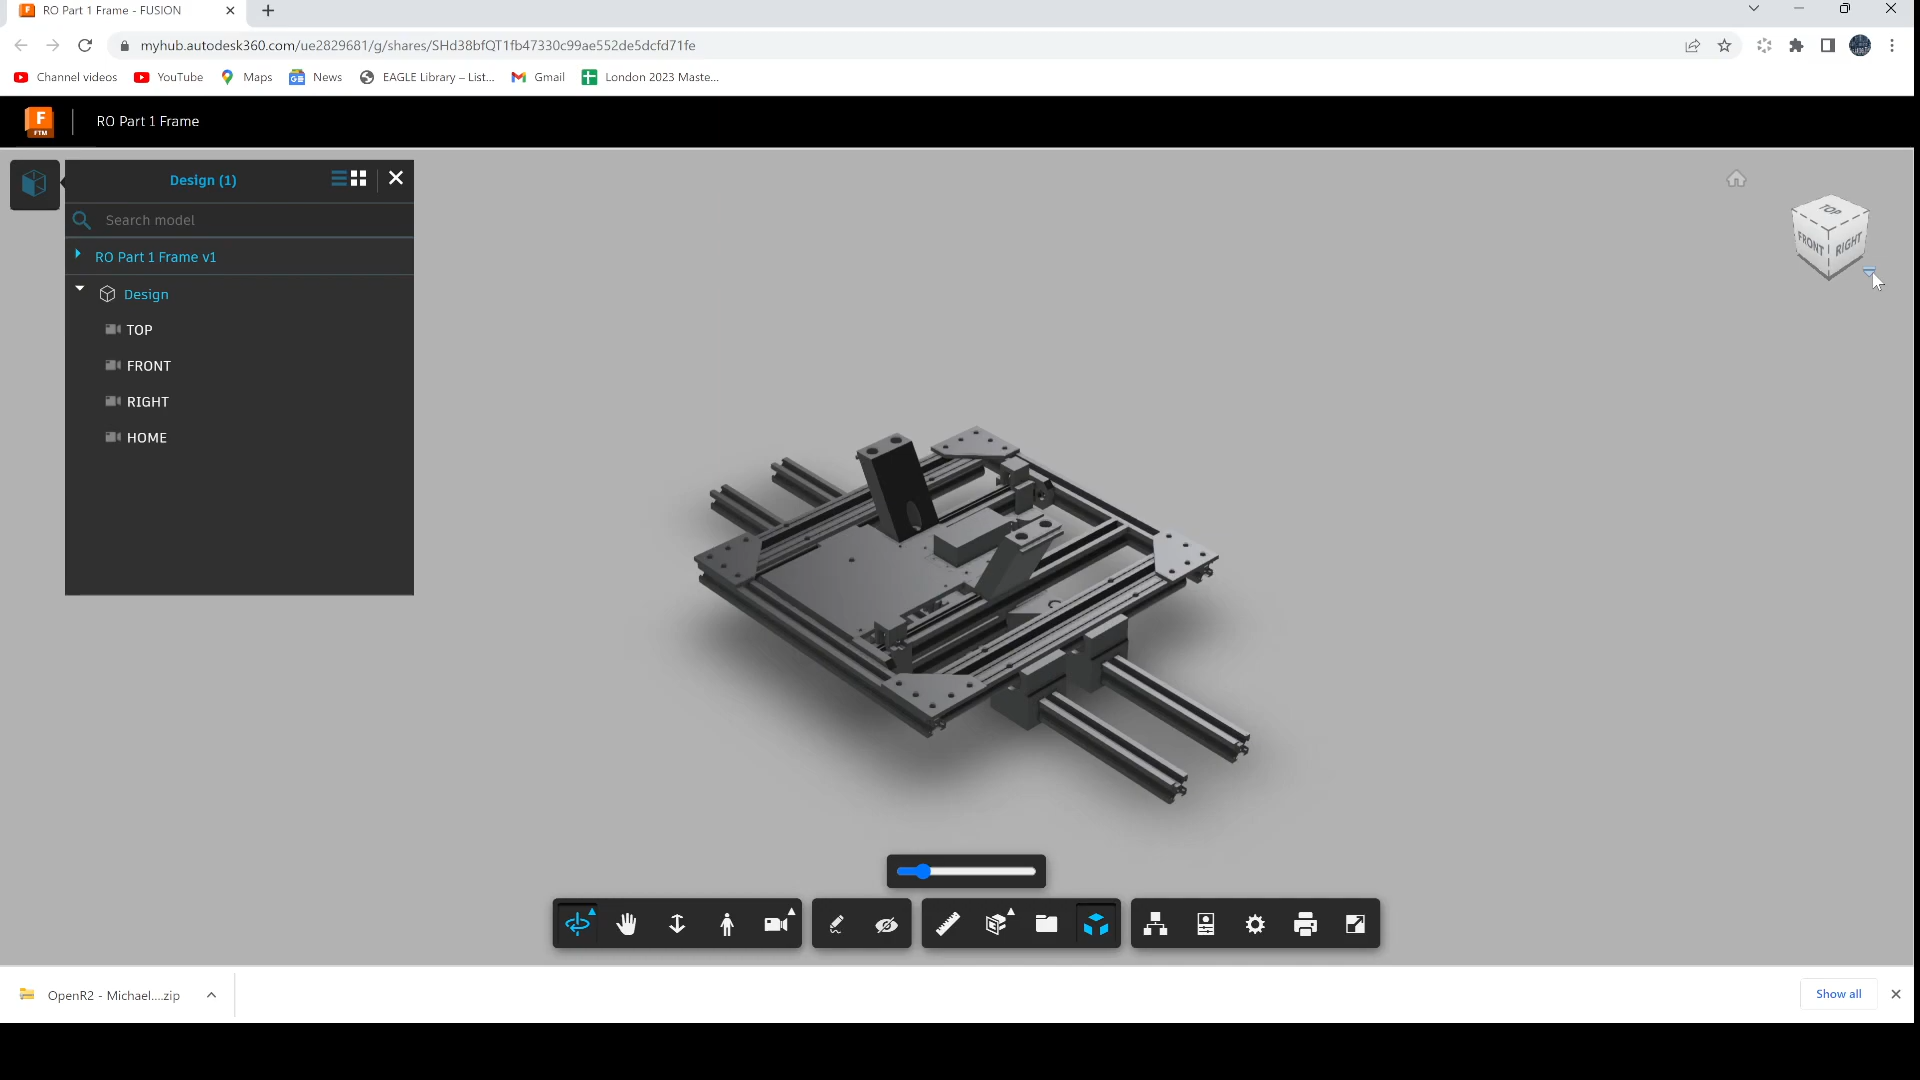 RO Part 1 Frame - FUSION
myhub.autodesk360.com/ue2829681/g/shares/SHd38bfQT1fb47330c99ae552de5dcfd71fe
Channel videos YouTube Maps News EAGLE Library – List... Gmail London 2023 Maste...
F
FTM
RO Part 1 Frame
Design (1)
Search model
RO Part 1 Frame v1
Design
TOP
FRONT
RIGHT
HOME
TOP
FRONT RIGHT
OpenR2 - Michael....zip
Show all